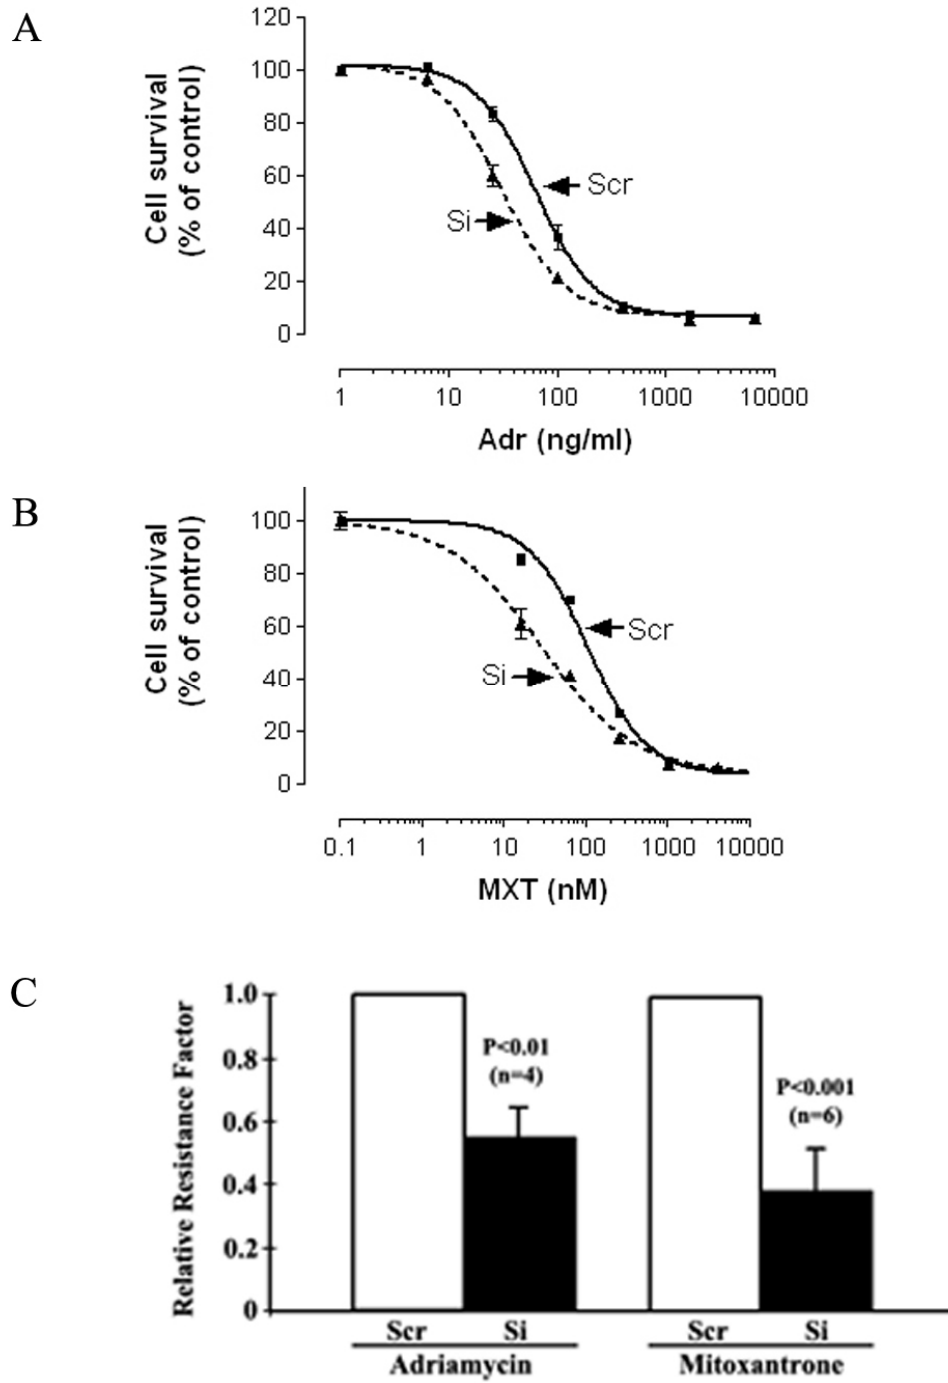 A
Cell survival
(% of control)
120
100
80
60
40
20
0
Scr
Si
1 10 100 1000 10000
Adr (ng/ml)
B
Cell survival
(% of control)
100
80
60
40
20
0
Scr
Si
0.1 1 10 100 1000 10000
MXT (nM)
C
Relative Resistance Factor
1.0
0.8
0.6
0.4
0.2
0
P<0.01
(n=4)
P<0.001
(n=6)
Scr Si Scr Si
Adriamycin Mitoxantrone